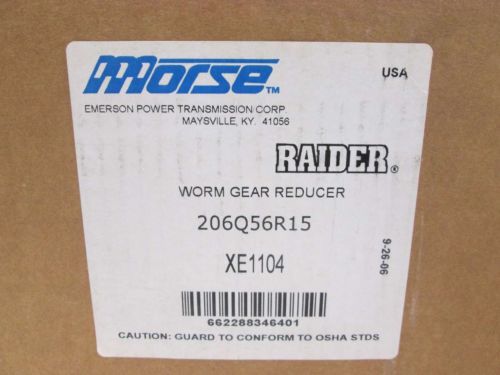 Morse TM
USA
EMERSON POWER TRANSMISSION CORP
MAYSVILLE, KY. 41056
RAIDER®
WORM GEAR REDUCER
206Q56R15
XE1104
9-26-06
662288346401
CAUTION: GUARD TO CONFORM TO OSHA STDS